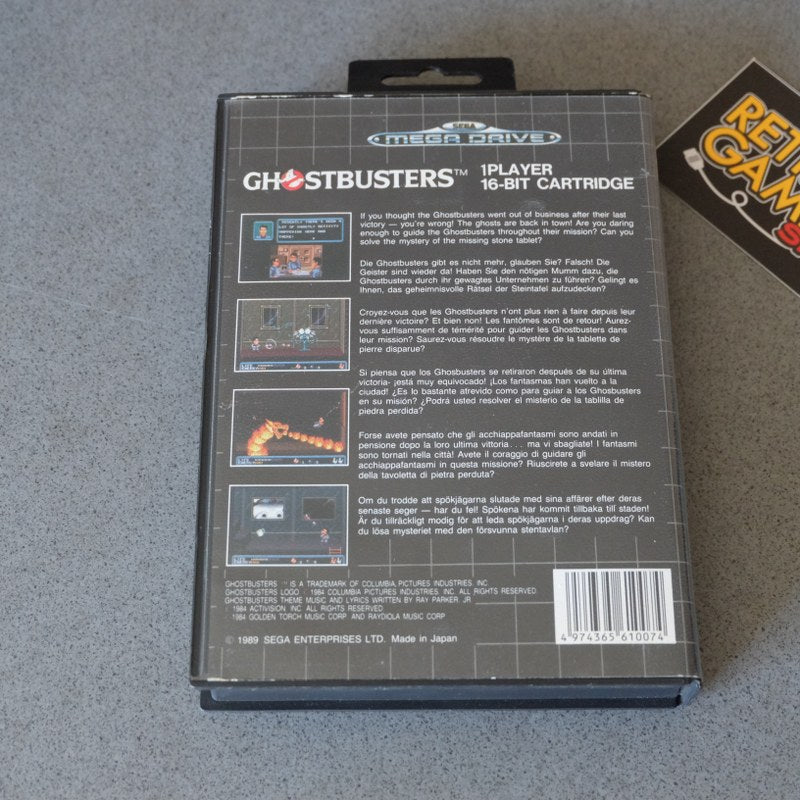 SEGA
MEGA DRIVE
GHOSTBUSTERS™
1PLAYER
16-BIT CARTRIDGE
If you thought the Ghostbusters went out of business after their last
victory — you're wrong! The ghosts are back in town! Are you daring
enough to guide the Ghostbusters throughout their mission? Can you
solve the mystery of the missing stone tablet?
Die Ghostbusters gibt es nicht mehr, glauben Sie? Falsch! Die
Geister sind wieder da! Haben Sie den nötigen Mumm dazu, die
Ghostbusters durch ihr gewagtes Unternehmen zu führen? Gelingt es
Ihnen, das geheimnisvolle Rätsel der Steintafel aufzudecken?
Croyez-vous que les Ghostbusters n'ont plus rien à faire depuis leur
dernière victoire? Et bien non! Les fantômes sont de retour! Aurez-
vous suffisamment de témérité pour guider les Ghostbusters dans
leur mission? Saurez-vous résoudre le mystère de la tablette de
pierre disparue?
Si piensa que los Ghosbusters se retiraron después de su última
victoria- ¡está muy equivocado! ¡Los fantasmas han vuelto a la
ciudad! ¿Es lo bastante atrevido como para guiar a los Ghostbusters
en su misión? ¿Podrá usted resolver el misterio de la tablilla de
piedra perdida?
Forse avete pensato che gli acchiappafantasmi sono andati in
pensione dopo la loro ultima vittoria... ma vi sbagliate! I fantasmi
sono tornati nella città! Avete il coraggio di guidare gli
acchiappafantasmi in questa missione? Riuscirete a svelare il mistero
della tavoletta di pietra perduta?
Om du trodde att spökjägarna slutade med sina affärer efter deras
senaste seger — har du fel! Spökena har kommit tillbaka till staden!
Är du tillräckligt modig för att leda spökjägarna i deras uppdrag? Kan
du lösa mysteriet med den försvunna stentavlan?
GHOSTBUSTERS ™ IS A TRADEMARK OF COLUMBIA PICTURES INDUSTRIES. INC
GHOSTBUSTERS LOGO © 1984 COLUMBIA PICTURES INDUSTRIES. INC. ALL RIGHTS RESERVED.
GHOSTBUSTERS THEME MUSIC AND LYRICS WRITTEN BY RAY PARKER. JR
© 1984 ACTIVISION. INC. ALL RIGHTS RESERVED
© 1984 GOLDEN TORCH MUSIC CORP. AND RAYDIOLA MUSIC CORP
© 1989 SEGA ENTERPRISES LTD. Made in Japan
4 974365 610074